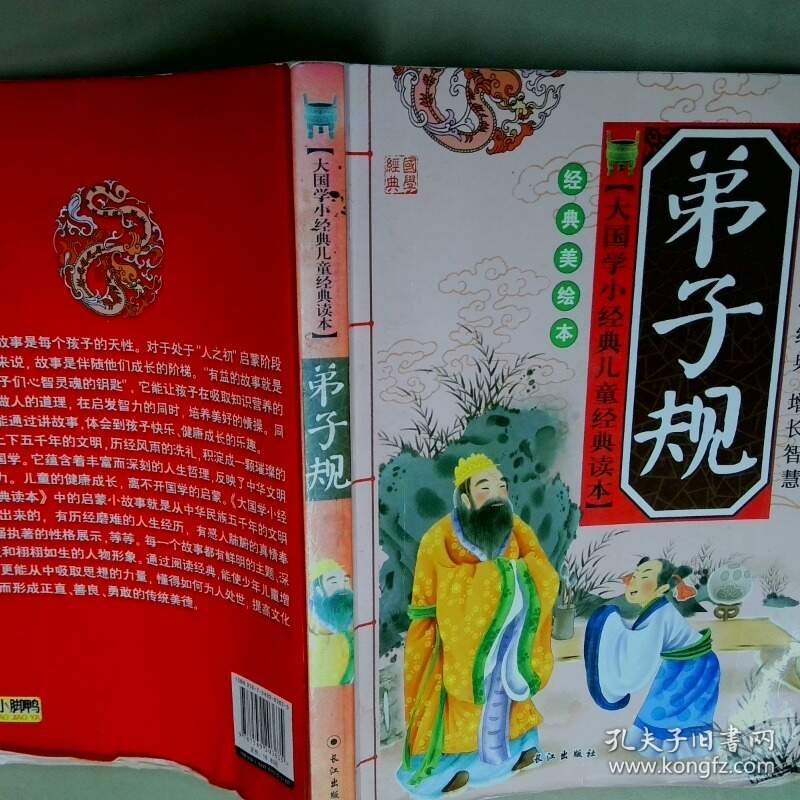 故事是每个孩子的天性。对于处于“人之初”启蒙阶段
来说，故事是伴随他们成长的阶梯，“有益的故事就是
子们心智灵魂的钥匙”，它能让孩子在吸取知识营养的
做人的道理，在启发智力的同时，培养美好的情操。同
能通过讲故事，体会到孩子快乐、健康成长的乐趣。
上下五千年的文明，历经风雨的洗礼，积淀成一颗璀璨的
国学。它蕴含着丰富而深刻的人生哲理，反映了中华文明
力。儿童的健康成长，离不开国学的启蒙。《大国学小经
典读本》中的启蒙小故事就是从中华民族五千年的文明
出来的，有历经磨难的人生经历，有感人肺腑的真情奉
强执著的性格展示，等等。每一个故事都有鲜明的主题、深
和栩栩如生的人物形象。通过阅读经典，能使少年儿童增
更能从中吸取思想的力量，懂得如何为人处世，提高文化
而形成正直、善良、勇敢的传统美德。
小脚鸭
【大国学小经典儿童经典读本】
弟子规
长江出版社
國學
經典
经典美绘本
【大国学小经典儿童经典读本】
弟子规
增长智慧
长江出版社
孔夫子旧书网
www.kongfz.com